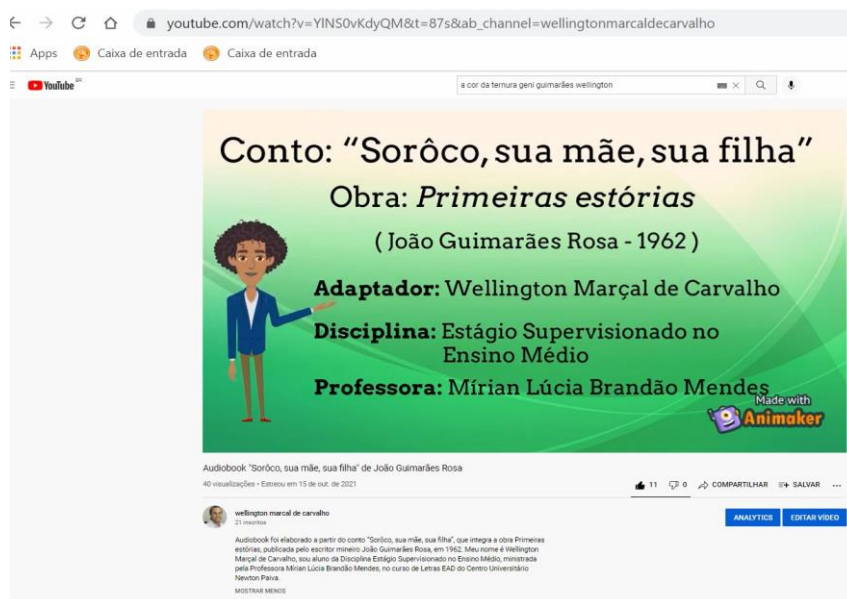 youtube.com/watch?v=YlNS0vKdyQM&t=87s&ab_channel=wellingtonmarcaldecarvalho
Apps Caixa de entrada Caixa de entrada
YouTube BR a cor da ternura geni guimarães wellington
Conto: “Sorôco, sua mãe, sua filha”
Obra: Primeiras estórias
( João Guimarães Rosa - 1962 )
Adaptador: Wellington Marçal de Carvalho
Disciplina: Estágio Supervisionado no
Ensino Médio
Professora: Mírian Lúcia Brandão Mendes
Made with
Animaker
Audiobook "Sorôco, sua mãe, sua filha" de João Guimarães Rosa
40 visualizações • Estreou em 15 de out. de 2021 11 0 COMPARTILHAR SALVAR ...
wellington marcal de carvalho
21 inscritos ANALYTICS EDITAR VÍDEO
Audiobook foi elaborado a partir do conto "Sorôco, sua mãe, sua filha", que integra a obra Primeiras
estórias, publicada pelo escritor mineiro João Guimarães Rosa, em 1962. Meu nome é Wellington
Marçal de Carvalho, sou aluno da Disciplina Estágio Supervisionado no Ensino Médio, ministrada
pela Professora Mírian Lúcia Brandão Mendes, no curso de Letras EAD do Centro Universitário
Newton Paiva.
MOSTRAR MENOS